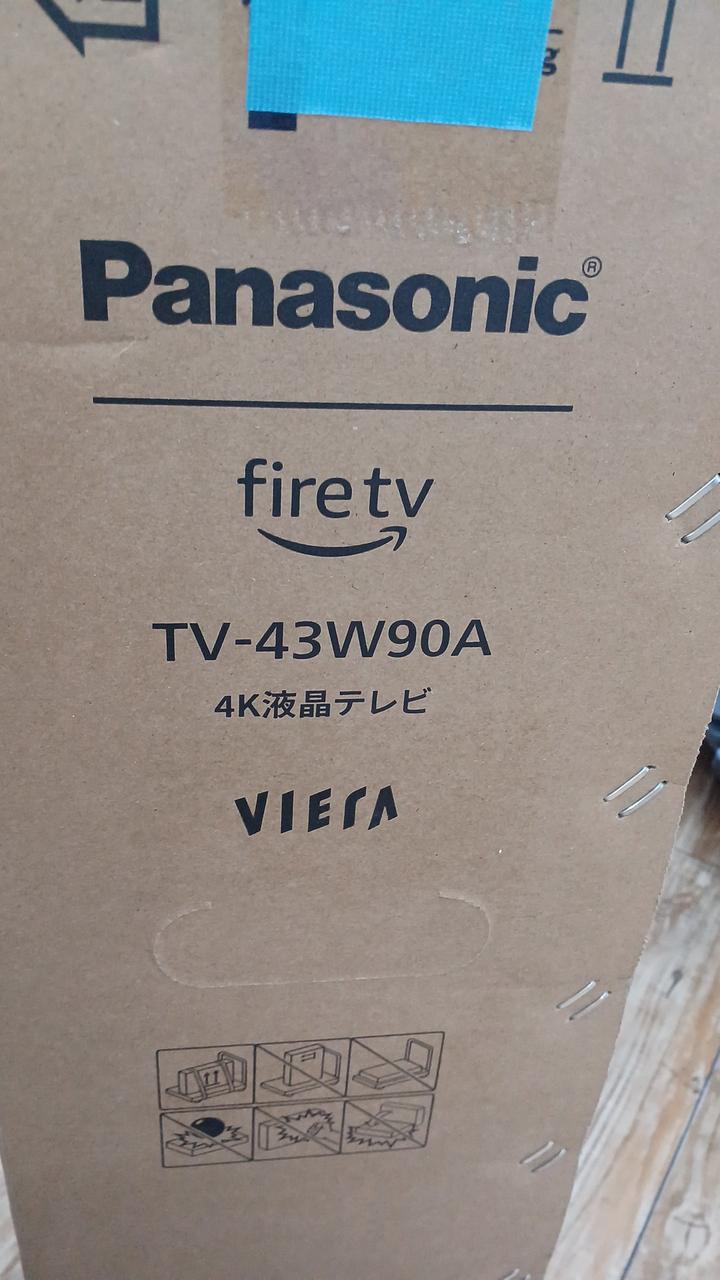 Panasonic®
fire tv
TV-43W90A
4K液晶テレビ
VIERA